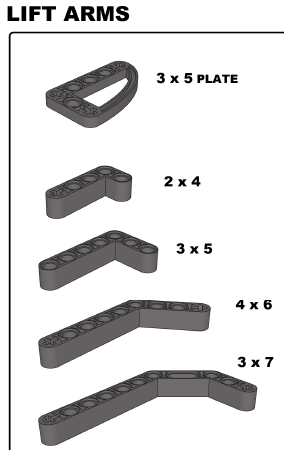 LIFT ARMS
3 x 5 PLATE
2 x 4
3 x 5
4 x 6
3 x 7